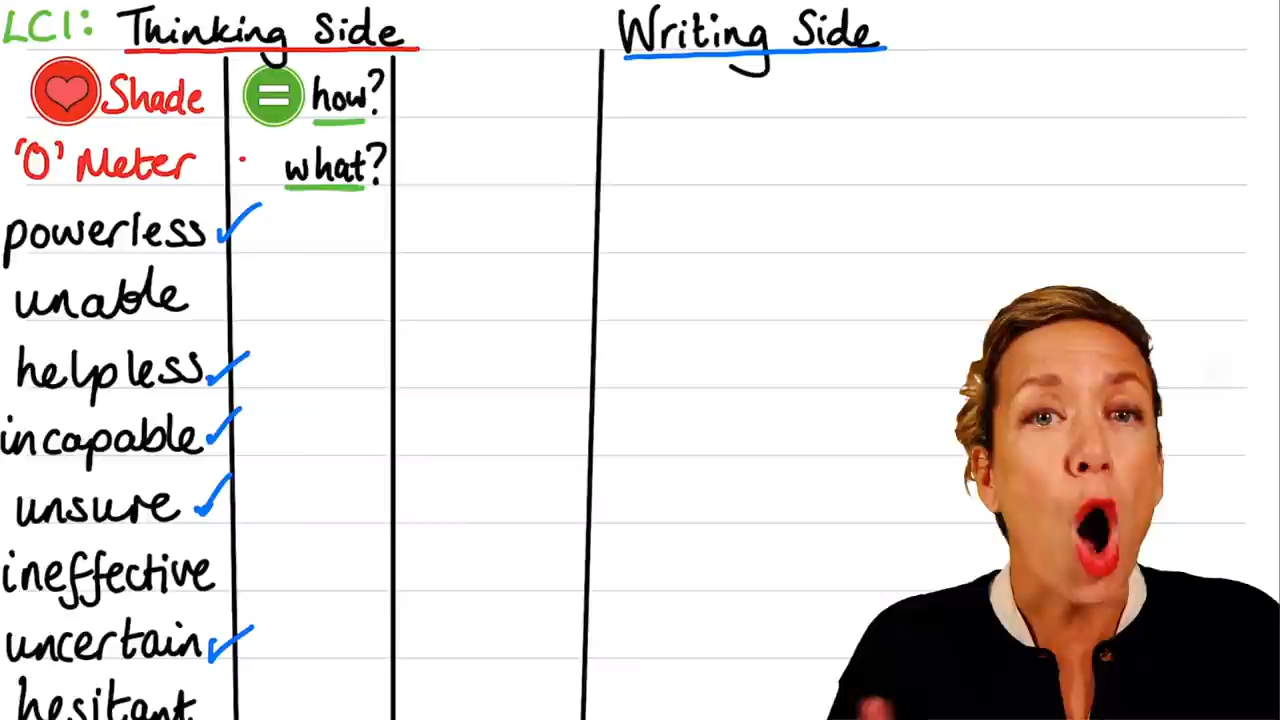 LC1: Thinking Side
Writing Side
Shade
how?
'O' Meter
what?
powerless
unable
helpless
incapable
unsure
ineffective
uncertain
hesitant